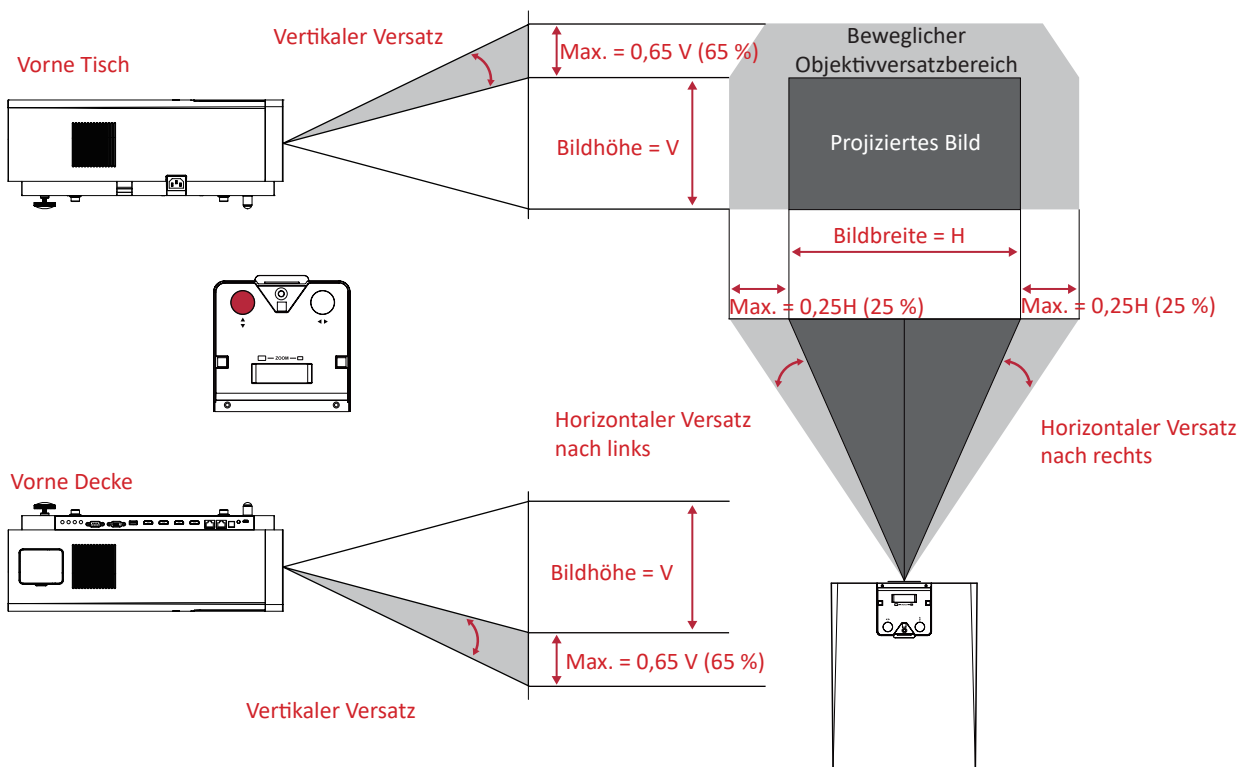 Vertikaler Versatz
Max. = 0,65 V (65 %)
Beweglicher
Objektivversatzbereich
Vorne Tisch
Bildhöhe = V
Projiziertes Bild
Bildbreite = H
Max. = 0,25H (25 %)
Max. = 0,25H (25 %)
ZOOM
Horizontaler Versatz
nach links
Horizontaler Versatz
nach rechts
Vorne Decke
Bildhöhe = V
Max. = 0,65 V (65 %)
Vertikaler Versatz